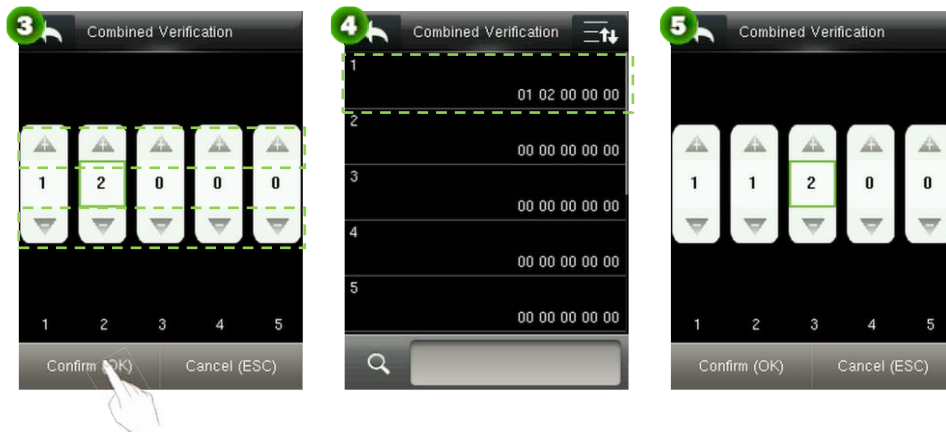 3
Combined Verification
1 2 0 0 0
1 2 3 4 5
Confirm (OK) Cancel (ESC)
4
Combined Verification
1
01 02 00 00 00
2
00 00 00 00 00
3
00 00 00 00 00
4
00 00 00 00 00
5
00 00 00 00 00
5
Combined Verification
1 1 2 0 0
1 2 3 4 5
Confirm (OK) Cancel (ESC)